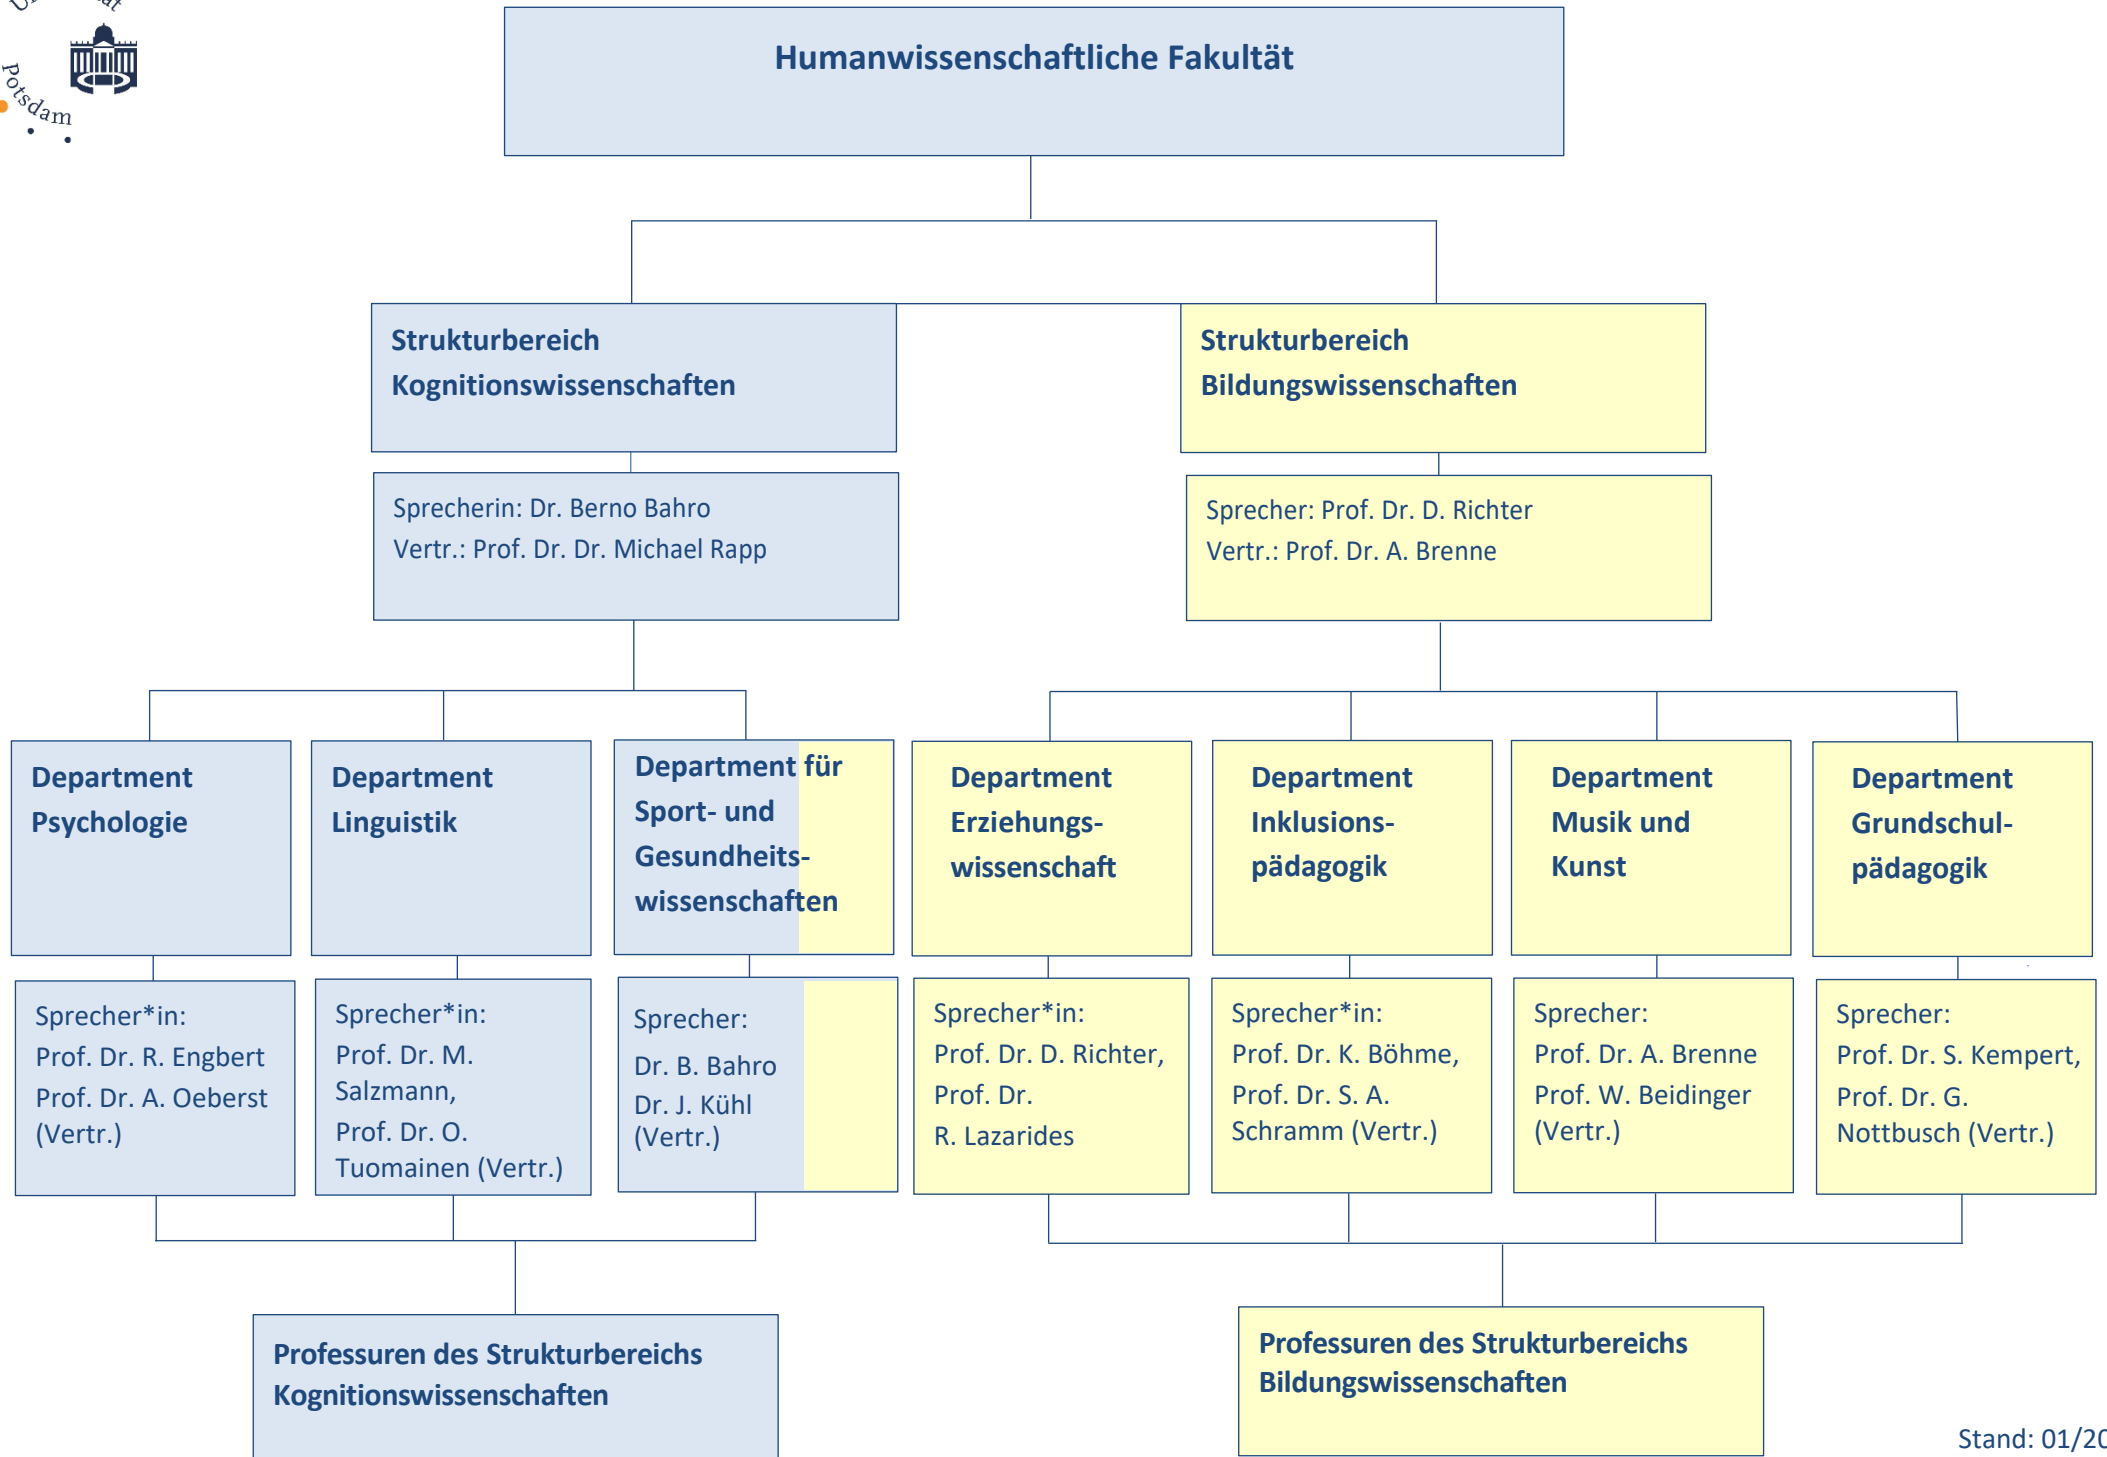 Potsdam
Humanwissenschaftliche Fakultät
Strukturbereich
Kognitionswissenschaften
Strukturbereich
Bildungswissenschaften
Sprecherin: Dr. Berno Bahro
Vertr.: Prof. Dr. Dr. Michael Rapp
Sprecher: Prof. Dr. D. Richter
Vertr.: Prof. Dr. A. Brenne
Department
Psychologie
Department
Linguistik
Department für
Sport- und
Gesundheits-
wissenschaften
Department
Erziehungs-
wissenschaft
Department
Inklusions-
pädagogik
Department
Musik und
Kunst
Department
Grundschul-
pädagogik
Sprecher*in:
Prof. Dr. R. Engbert
Prof. Dr. A. Oeberst
(Vertr.)
Sprecher*in:
Prof. Dr. M.
Salzmann,
Prof. Dr. O.
Tuomainen (Vertr.)
Sprecher:
Dr. B. Bahro
Dr. J. Kühl
(Vertr.)
Sprecher*in:
Prof. Dr. D. Richter,
Prof. Dr.
R. Lazarides
Sprecher*in:
Prof. Dr. K. Böhme,
Prof. Dr. S. A.
Schramm (Vertr.)
Sprecher:
Prof. Dr. A. Brenne
Prof. W. Beidinger
(Vertr.)
Sprecher:
Prof. Dr. S. Kempert,
Prof. Dr. G.
Nottbusch (Vertr.)
Professuren des Strukturbereichs
Kognitionswissenschaften
Professuren des Strukturbereichs
Bildungswissenschaften
Stand: 01/20